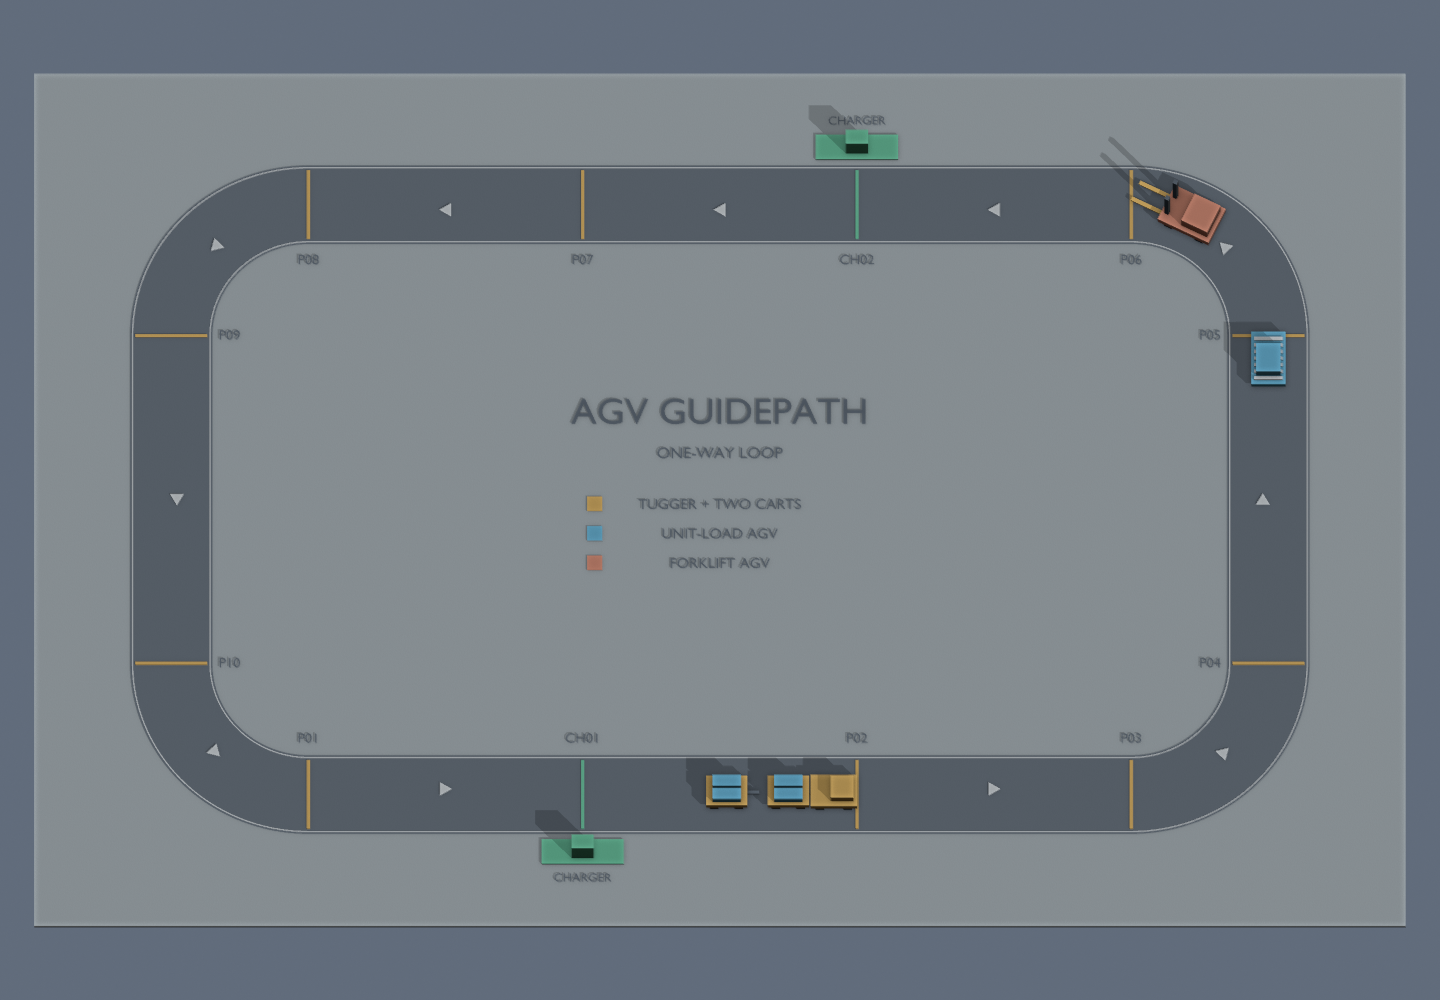 CHARGER
P08
P07
CH02
P06
P09
P05
AGV GUIDEPATH
ONE-WAY LOOP
TUGGER + TWO CARTS
UNIT-LOAD AGV
FORKLIFT AGV
P10
P04
P01
CH01
P02
P03
CHARGER